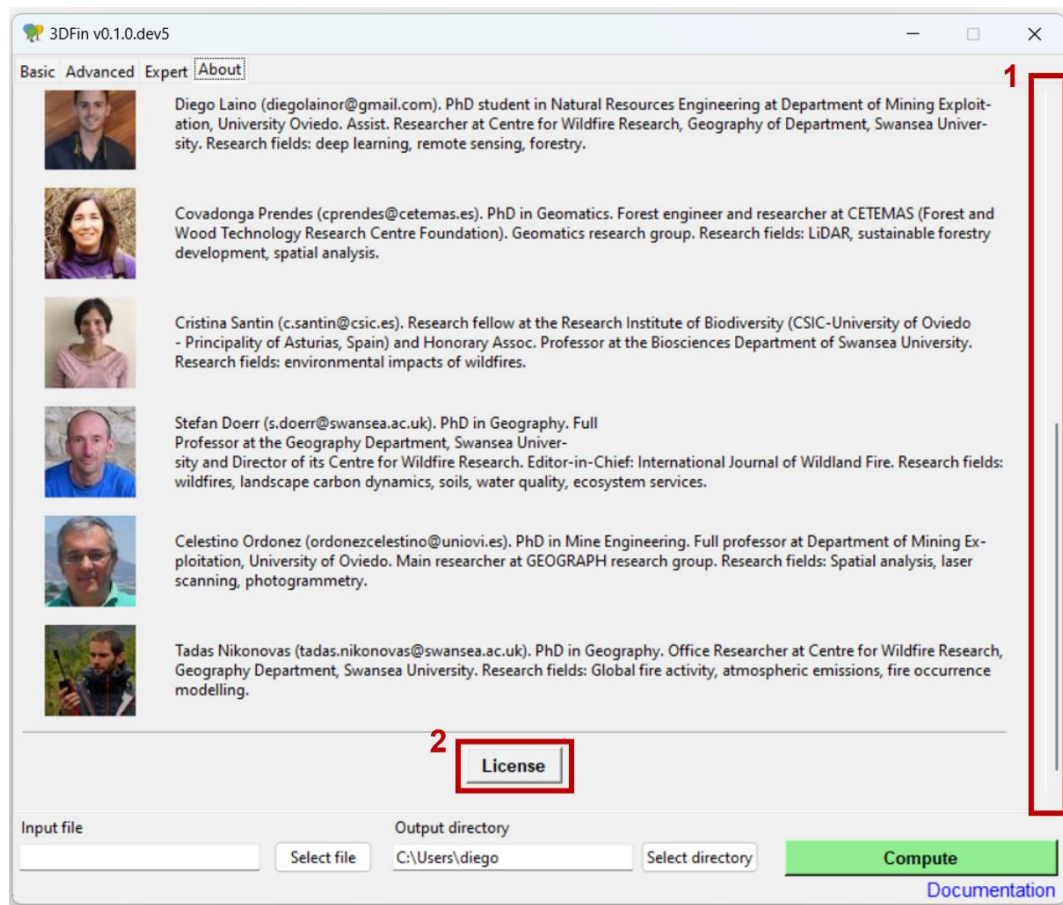 3DFin v0.1.0.dev5
Basic Advanced Expert About
1
Diego Laino (diegolainor@gmail.com). PhD student in Natural Resources Engineering at Department of Mining Exploit-
ation, University Oviedo. Assist. Researcher at Centre for Wildfire Research, Geography of Department, Swansea Univer-
sity. Research fields: deep learning, remote sensing, forestry.
Covadonga Prendes (cprendes@cetemas.es). PhD in Geomatics. Forest engineer and researcher at CETEMAS (Forest and
Wood Technology Research Centre Foundation). Geomatics research group. Research fields: LiDAR, sustainable forestry
development, spatial analysis.
Cristina Santin (c.santin@csic.es). Research fellow at the Research Institute of Biodiversity (CSIC-University of Oviedo
- Principality of Asturias, Spain) and Honorary Assoc. Professor at the Biosciences Department of Swansea University.
Research fields: environmental impacts of wildfires.
Stefan Doerr (s.doerr@swansea.ac.uk). PhD in Geography. Full
Professor at the Geography Department, Swansea Univer-
sity and Director of its Centre for Wildfire Research. Editor-in-Chief: International Journal of Wildland Fire. Research fields:
wildfires, landscape carbon dynamics, soils, water quality, ecosystem services.
Celestino Ordonez (ordonezcelestino@uniovi.es). PhD in Mine Engineering. Full professor at Department of Mining Ex-
ploitation, University of Oviedo. Main researcher at GEOGRAPH research group. Research fields: Spatial analysis, laser
scanning, photogrammetry.
Tadas Nikonovas (tadas.nikonovas@swansea.ac.uk). PhD in Geography. Office Researcher at Centre for Wildfire Research,
Geography Department, Swansea University. Research fields: Global fire activity, atmospheric emissions, fire occurrence
modelling.
2
License
Input file Output directory
Select file C:\Users\diego Select directory Compute
Documentation